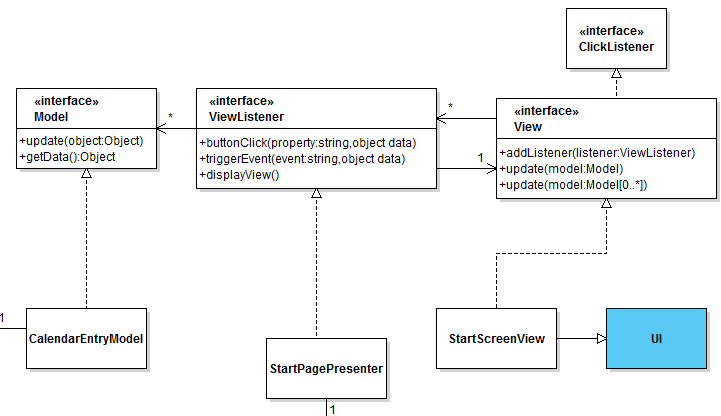 «interface»
ClickListener
«interface»
Model
+update(object:Object)
+getData():Object
*
«interface»
ViewListener
+buttonClick(property:string,object data)
+triggerEvent(event:string,object data)
+displayView()
*
1
«interface»
View
+addListener(listener:ViewListener)
+update(model:Model)
+update(model:Model[0..*])
1
CalendarEntryModel
StartPagePresenter
1
StartScreenView
UI